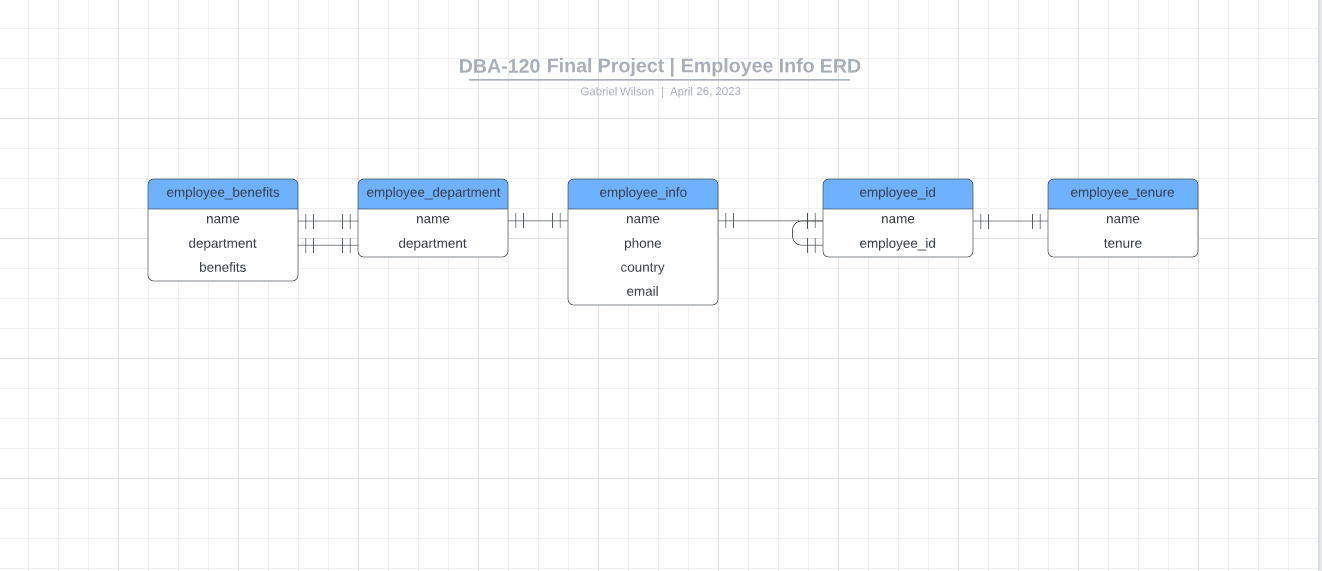 DBA-120 Final Project | Employee Info ERD
Gabriel Wilson | April 26, 2023
employee_benefits
name
department
benefits
employee_department
name
department
employee_info
name
phone
country
email
employee_id
name
employee_id
employee_tenure
name
tenure